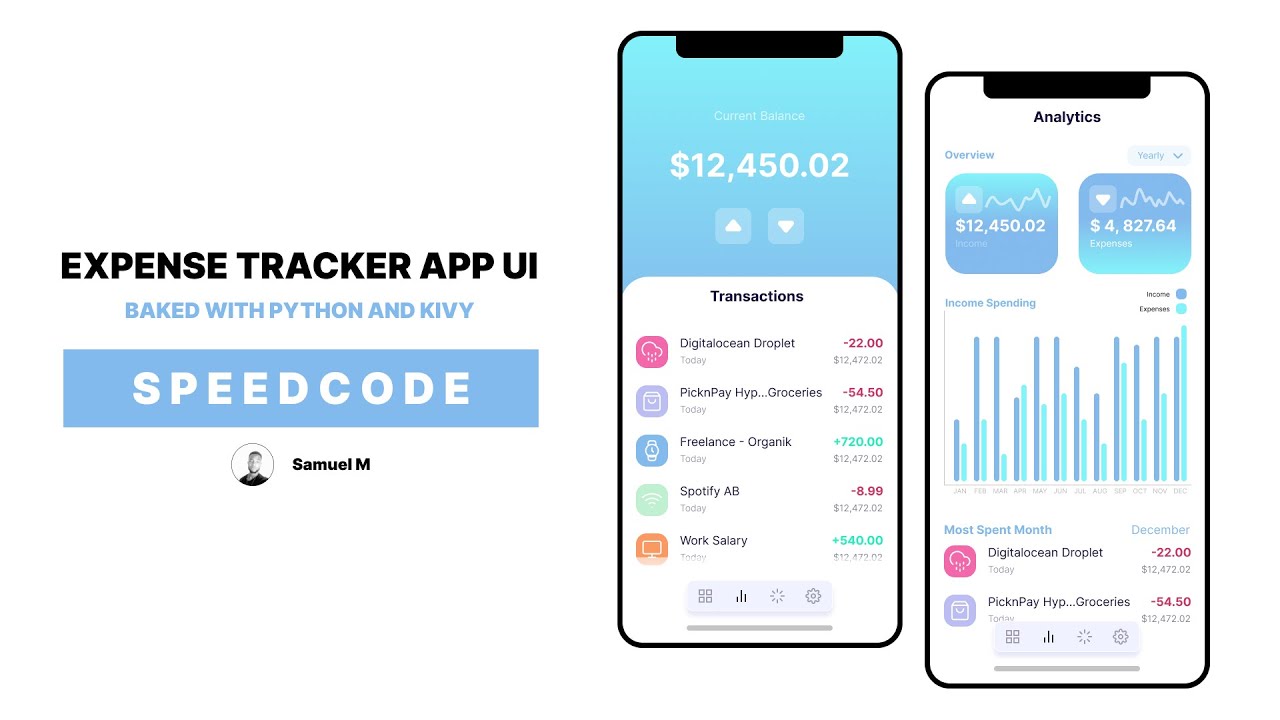 EXPENSE TRACKER APP UI
BAKED WITH PYTHON AND KIVY
SPEEDCODE
Samuel M
Current Balance
$12,450.02
Transactions
Digitalocean Droplet -22.00
Today $12,472.02
PicknPay Hyp...Groceries -54.50
Today $12,472.02
Freelance - Organik +720.00
Today $12,472.02
Spotify AB -8.99
Today $12,472.02
Work Salary +540.00
Today $12,472.02
Analytics
Overview Yearly
$12,450.02
Income
$ 4, 827.64
Expenses
Income Spending
Income
Expenses
JAN FEB MAR APR MAY JUN JUL AUG SEP OCT NOV DEC
Most Spent Month December
Digitalocean Droplet -22.00
Today $12,472.02
PicknPay Hyp...Groceries -54.50
Today $12,472.02